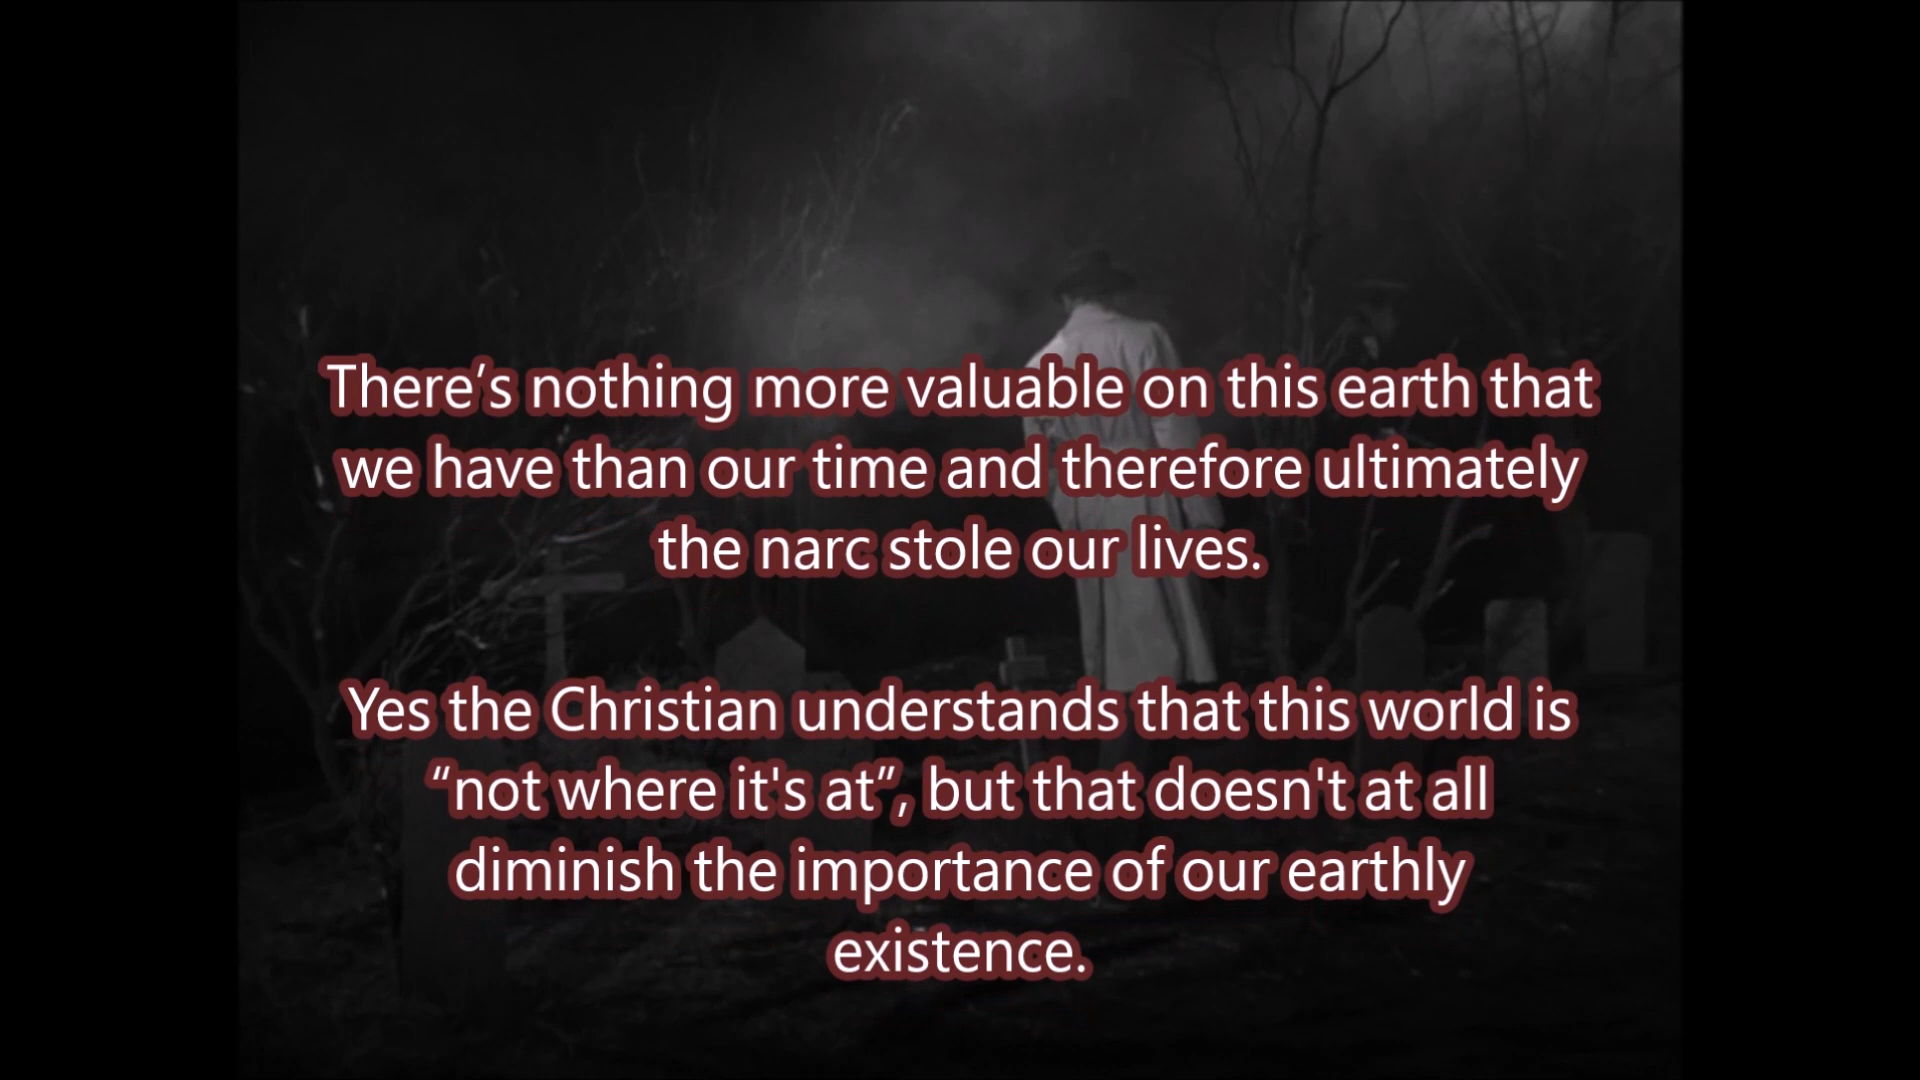 There’s nothing more valuable on this earth that
we have than our time and therefore ultimately
the narc stole our lives.
Yes the Christian understands that this world is
“not where it's at”, but that doesn't at all
diminish the importance of our earthly
existence.